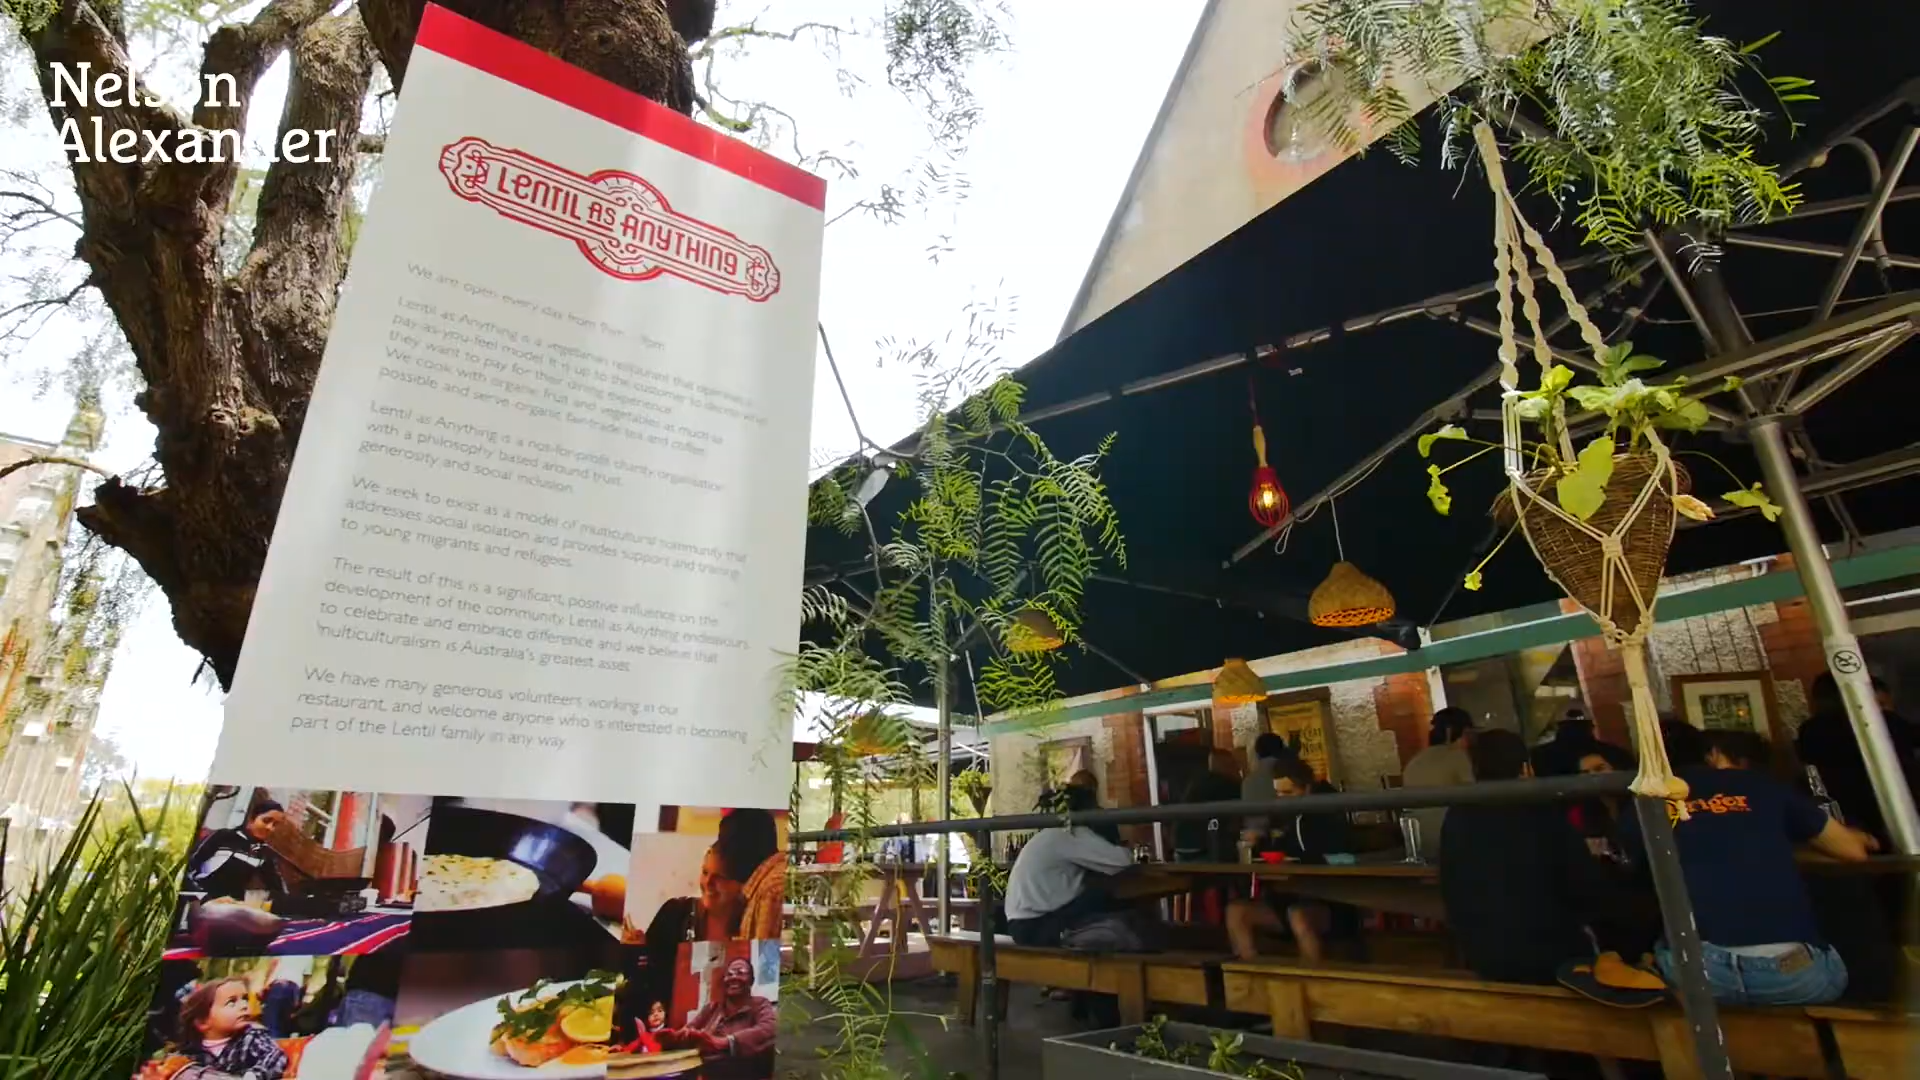 Nelson
Alexander
LENTIL AS ANYTHING
We are open every day from 9am - 9pm
Lentil as Anything is a vegetarian restaurant that operates a
pay-as-you-feel model. It is up to the customer to decide what
they want to pay for their dining experience.
We cook with organic fruit and vegetables as much as
possible and serve organic fair-trade tea and coffee.
Lentil as Anything is a not-for-profit charity organisation
with a philosophy based around trust,
generosity and social inclusion.
We seek to exist as a model of multicultural community that
addresses social isolation and provides support and training
to young migrants and refugees.
The result of this is a significant, positive influence on the
development of the community. Lentil as Anything endeavours
to celebrate and embrace difference and we believe that
multiculturalism is Australia's greatest asset.
We have many generous volunteers working in our
restaurant, and welcome anyone who is interested in becoming
part of the Lentil family in any way.